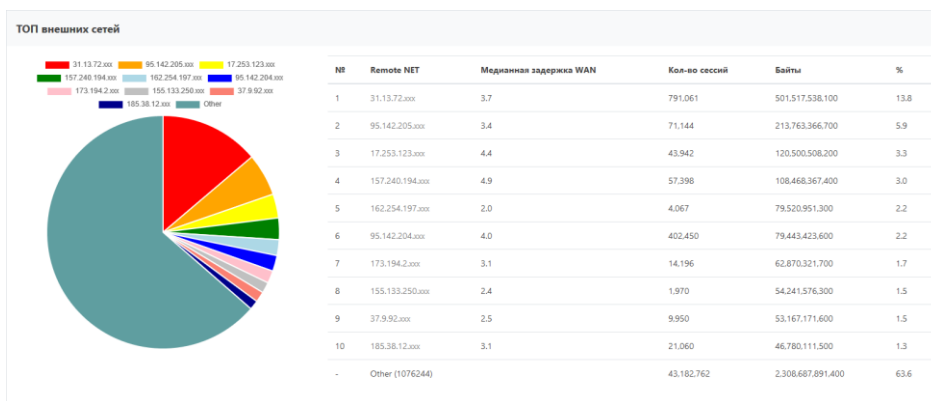 ТОП внешних сетей
31.13.72.xxx 95.142.205.xxx 17.253.123.xxx
157.240.194.xxx 162.254.197.xxx 95.142.204.xxx
173.194.2.xxx 155.133.250.xxx 37.9.92.xxx
185.38.12.xxx Other
№ Remote NET Медианная задержка WAN Кол-во сессий Байты %
1 31.13.72.xxx 3.7 791,061 501,517,538,100 13.8
2 95.142.205.xxx 3.4 71,144 213,763,366,700 5.9
3 17.253.123.xxx 4.4 43,942 120,500,508,200 3.3
4 157.240.194.xxx 4.9 57,398 108,468,367,400 3.0
5 162.254.197.xxx 2.0 4,067 79,520,951,300 2.2
6 95.142.204.xxx 4.0 402,450 79,443,423,600 2.2
7 173.194.2.xxx 3.1 14,196 62,870,321,700 1.7
8 155.133.250.xxx 2.4 1,970 54,241,576,300 1.5
9 37.9.92.xxx 2.5 9,950 53,167,171,600 1.5
10 185.38.12.xxx 3.1 21,060 46,780,111,500 1.3
- Other (1076244) 43,182,762 2,308,687,891,400 63.6